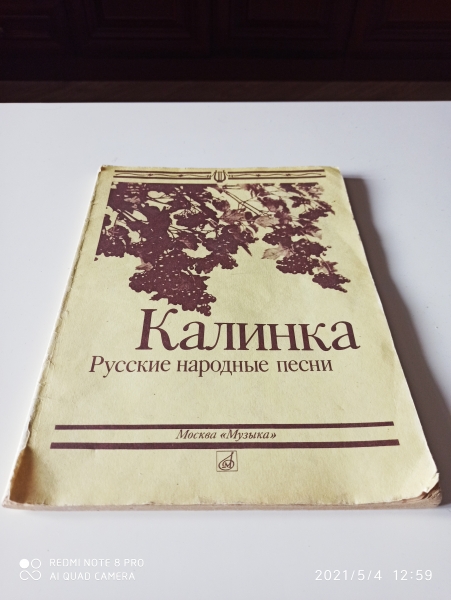 Калинка
Русские народные песни
Москва «Музыка»
REDMI NOTE 8 PRO
AI QUAD CAMERA
2021/5/4 12:59